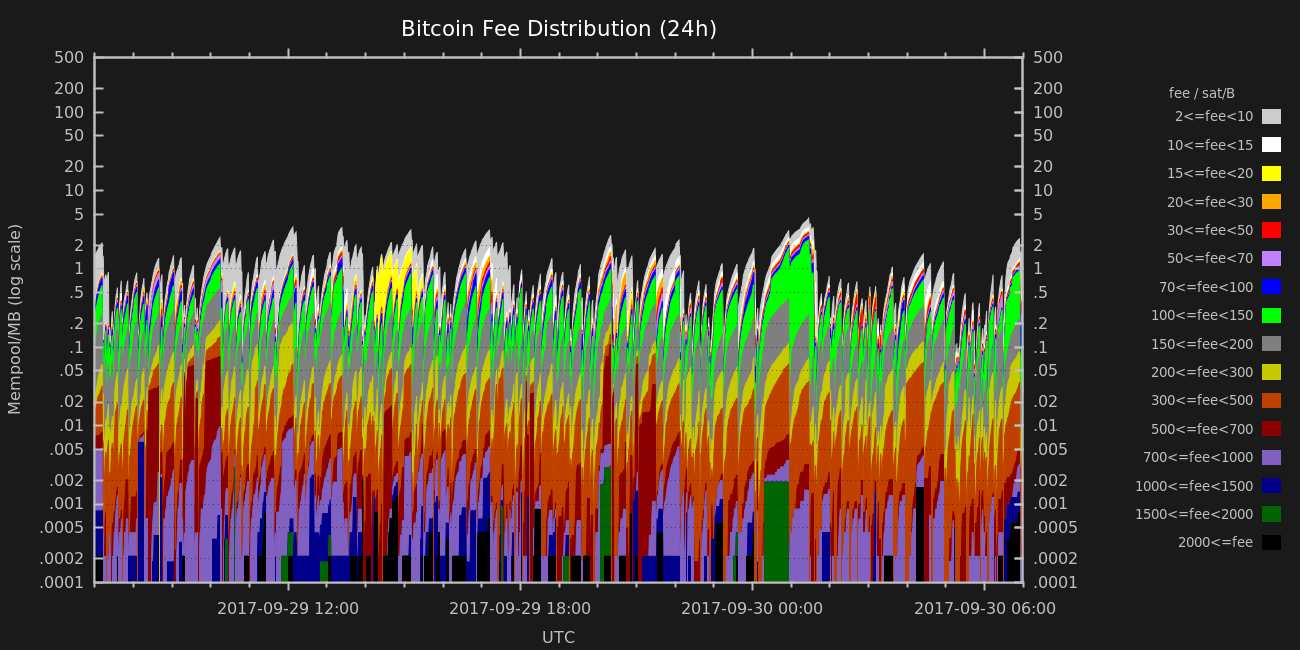 Bitcoin Fee Distribution (24h)
Mempool/MB (log scale)
500
200
100
50
20
10
5
2
1
.5
.2
.1
.05
.02
.01
.005
.002
.001
.0005
.0002
.0001
500
200
100
50
20
10
5
2
1
.5
.2
.1
.05
.02
.01
.005
.002
.001
.0005
.0002
.0001
2017-09-29 12:00
2017-09-29 18:00
2017-09-30 00:00
2017-09-30 06:00
UTC
fee / sat/B
2<=fee<10
10<=fee<15
15<=fee<20
20<=fee<30
30<=fee<50
50<=fee<70
70<=fee<100
100<=fee<150
150<=fee<200
200<=fee<300
300<=fee<500
500<=fee<700
700<=fee<1000
1000<=fee<1500
1500<=fee<2000
2000<=fee